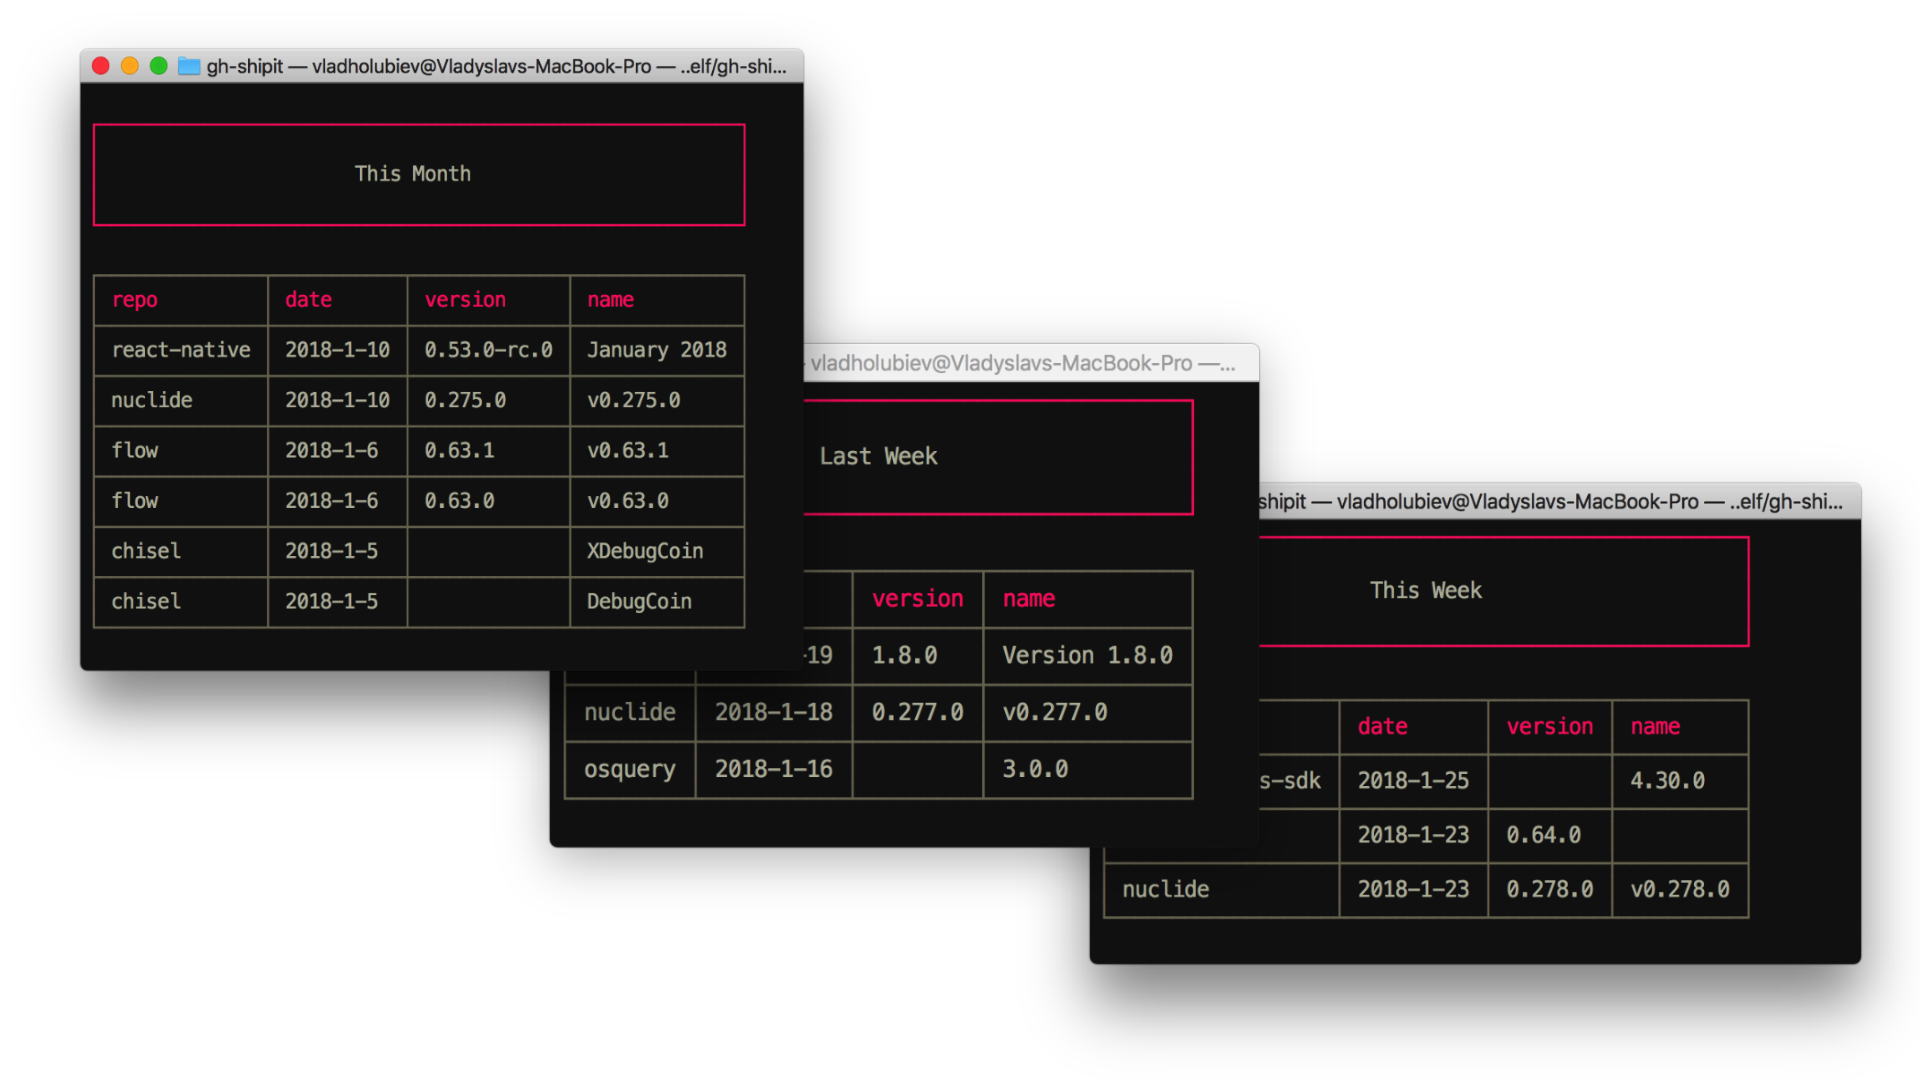 gh-shipit — vladholubiev@Vladyslavs-MacBook-Pro — ..elf/gh-shi...
This Month
repo date version name
react-native 2018-1-10 0.53.0-rc.0 January 2018
nuclide 2018-1-10 0.275.0 v0.275.0
flow 2018-1-6 0.63.1 v0.63.1
flow 2018-1-6 0.63.0 v0.63.0
chisel 2018-1-5 XDebugCoin
chisel 2018-1-5 DebugCoin
vladholubiev@Vladyslavs-MacBook-Pro —...
Last Week
version name
-19 1.8.0 Version 1.8.0
nuclide 2018-1-18 0.277.0 v0.277.0
osquery 2018-1-16 3.0.0
shipit — vladholubiev@Vladyslavs-MacBook-Pro — ..elf/gh-shi...
This Week
date version name
s-sdk 2018-1-25 4.30.0
2018-1-23 0.64.0
nuclide 2018-1-23 0.278.0 v0.278.0